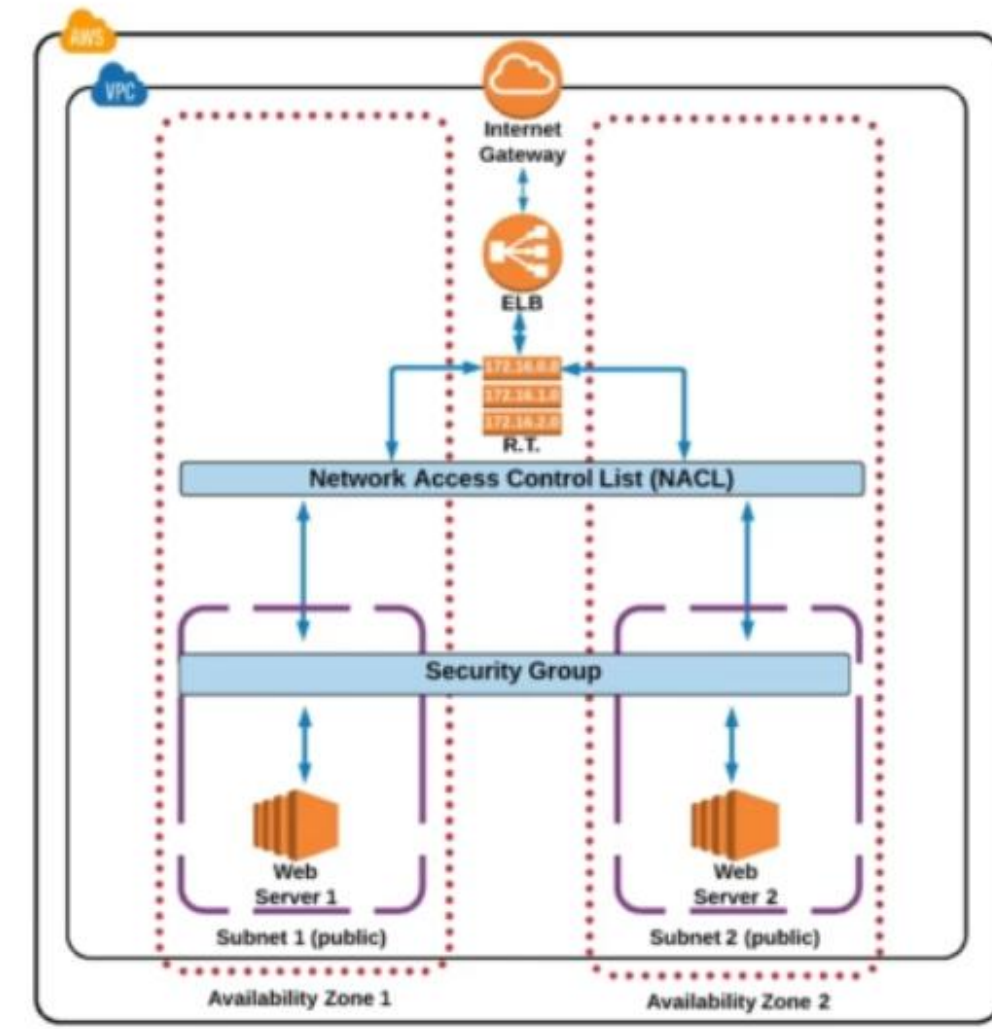 AWS
VPC
Internet
Gateway
ELB
172.16.0.0
172.16.1.0
172.16.2.0
R.T.
Network Access Control List (NACL)
Security Group
Web
Server 1
Web
Server 2
Subnet 1 (public)
Subnet 2 (public)
Availability Zone 1
Availability Zone 2